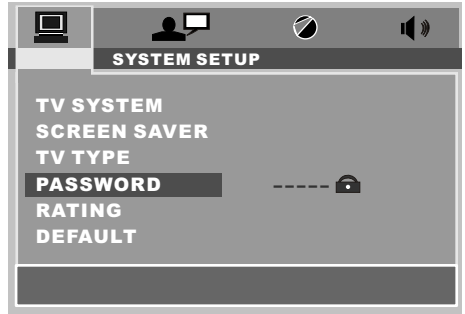 SYSTEM SETUP
TV SYSTEM
SCREEN SAVER
TV TYPE
PASSWORD -----
RATING
DEFAULT